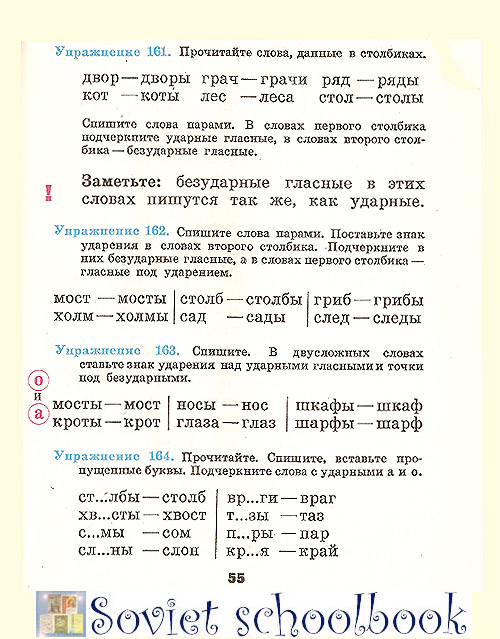 Упражнение 161. Прочитайте слова, данные в столбиках.
двор — дворы грач — грачи ряд — ряды
кот — коты́ лес — леса стол — столы
Спишите слова парами. В словах первого столбика
подчеркните ударные гласные, в словах второго стол-
бика — безударные гласные.
! Заметьте: безударные гласные в этих
словах пишутся так же, как ударные.
Упражнение 162. Спишите слова парами. Поставьте знак
ударения в словах второго столбика. Подчеркните в
них безударные гласные, а в словах первого столбика —
гласные под ударением.
мост — мосты | столб — столбы | гриб — грибы
холм — холмы | сад — сады | след — следы
Упражнение 163. Спишите. В двусложных словах
ставьте знак ударения над ударными гласными и точки
под безударными.
о
и
а
мосты — мост | носы — нос | шкафы — шкаф
кроты — крот | глаза — глаз | шарфы — шарф
Упражнение 164. Прочитайте. Спишите, вставьте про-
пущенные буквы. Подчеркните слова с ударными а и о.
ст...лбы — столб | вр...ги — враг
хв...сты — хвост | т...зы — таз
с...мы — сом | п...ры — пар
сл...ны — слон | кр...я — край
55
Soviet schoolbook